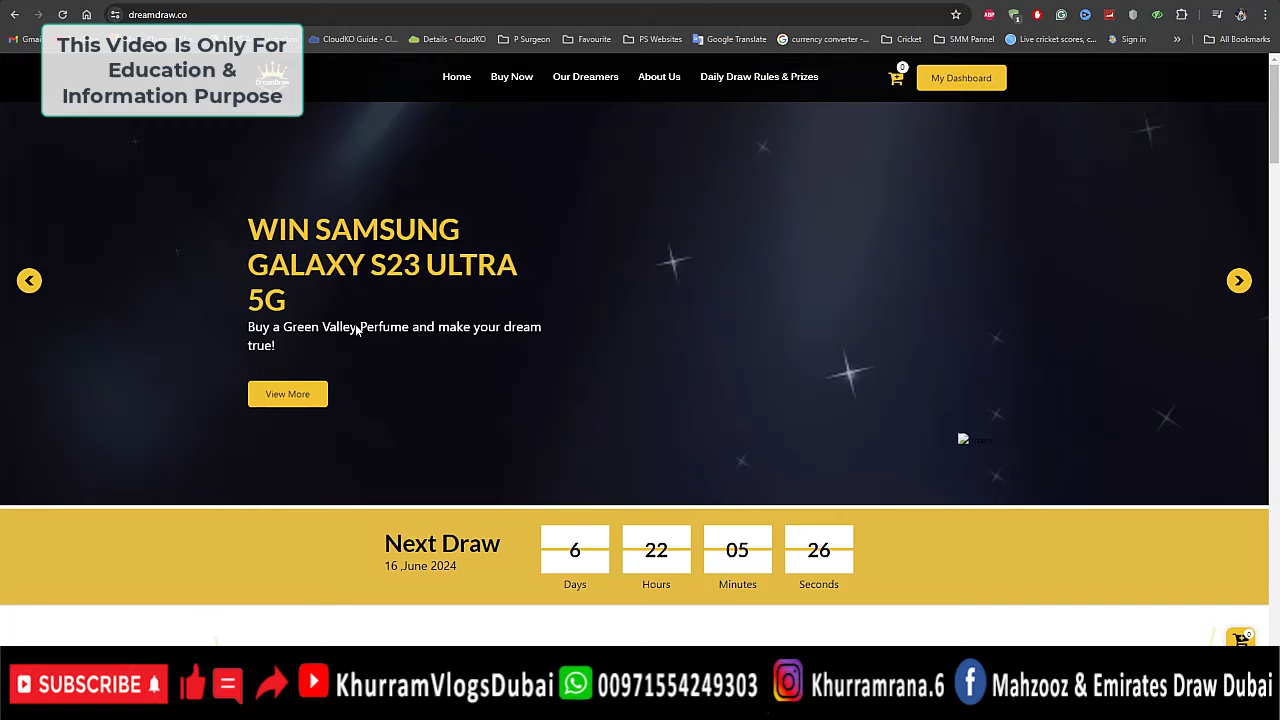 dreamdraw.co
Gmail
CloudKO Guide - Cl...
Details - CloudKO
P Surgeon
Favourite
PS Websites
Google Translate
currency converter -...
Cricket
SMM Panel
Live cricket scores, c...
Sign in
All Bookmarks
This Video Is Only For
Education &
Information Purpose
DreamDraw
Home
Buy Now
Our Dreamers
About Us
Daily Draw Rules & Prizes
0
My Dashboard
WIN SAMSUNG
GALAXY S23 ULTRA
5G
Buy a Green Valley Perfume and make your dream
true!
View More
Next Draw
16 ,June 2024
6
22
05
26
Days
Hours
Minutes
Seconds
0
SUBSCRIBE
KhurramVlogsDubai
00971554249303
Khurramrana.6
Mahzooz & Emirates Draw Dubai